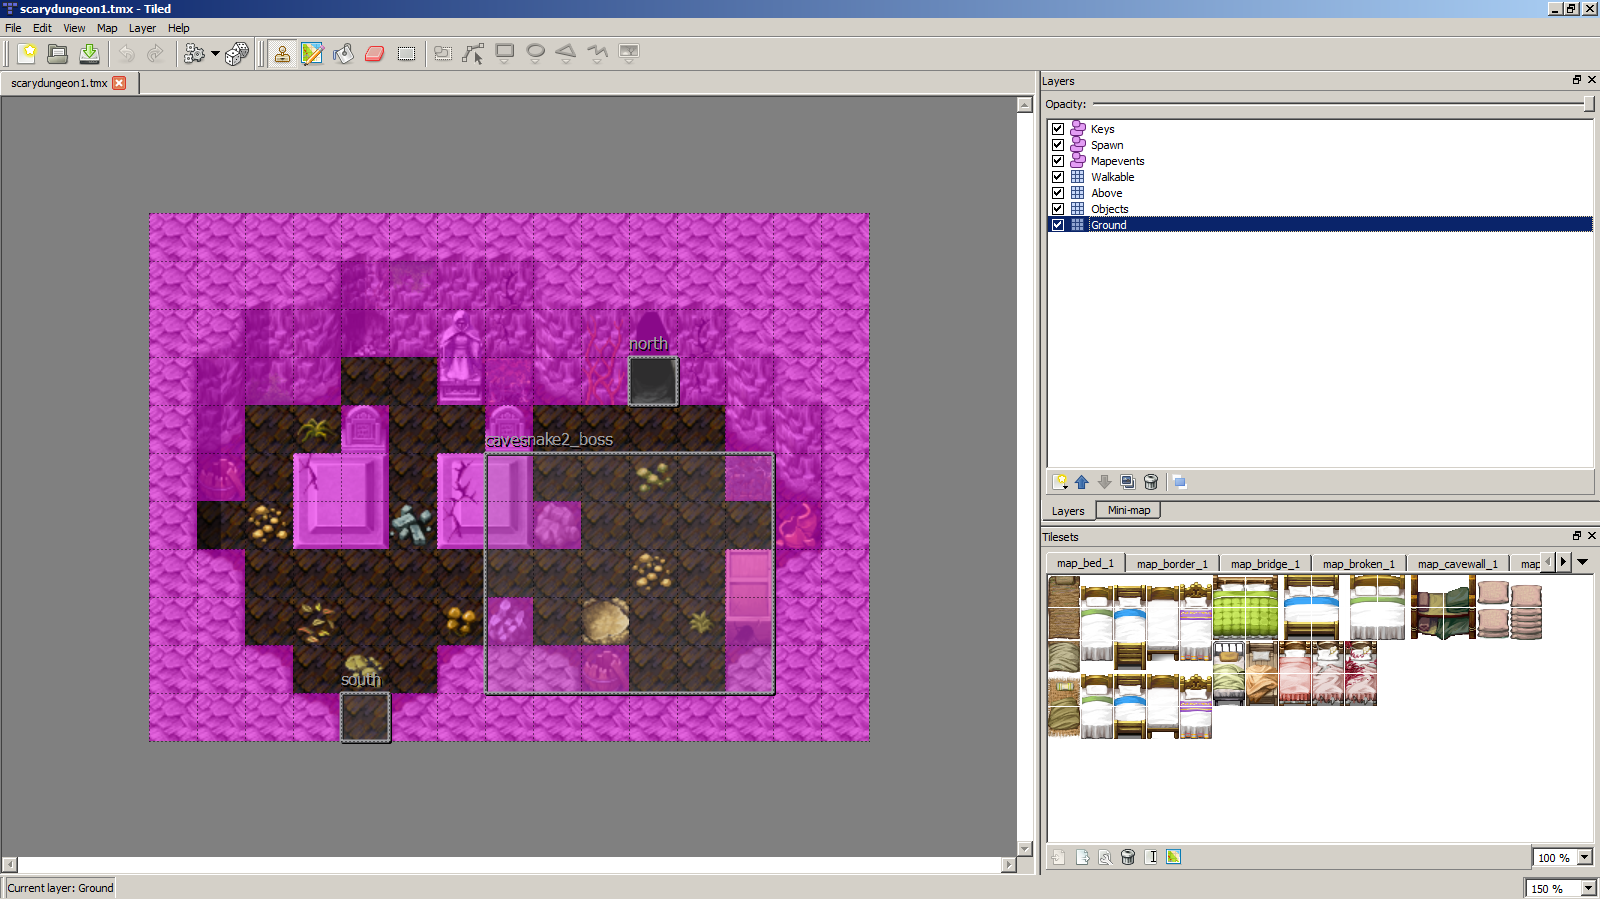 scarydungeon1.tmx - Tiled
File Edit View Map Layer Help
scarydungeon1.tmx
Layers
Opacity:
Keys
Spawn
Mapevents
Walkable
Above
Objects
Ground
north
cavesnake2_boss
south
Layers Mini-map
Tilesets
map_bed_1 map_border_1 map_bridge_1 map_broken_1 map_cavewall_1 map
100 %
Current layer: Ground
150 %